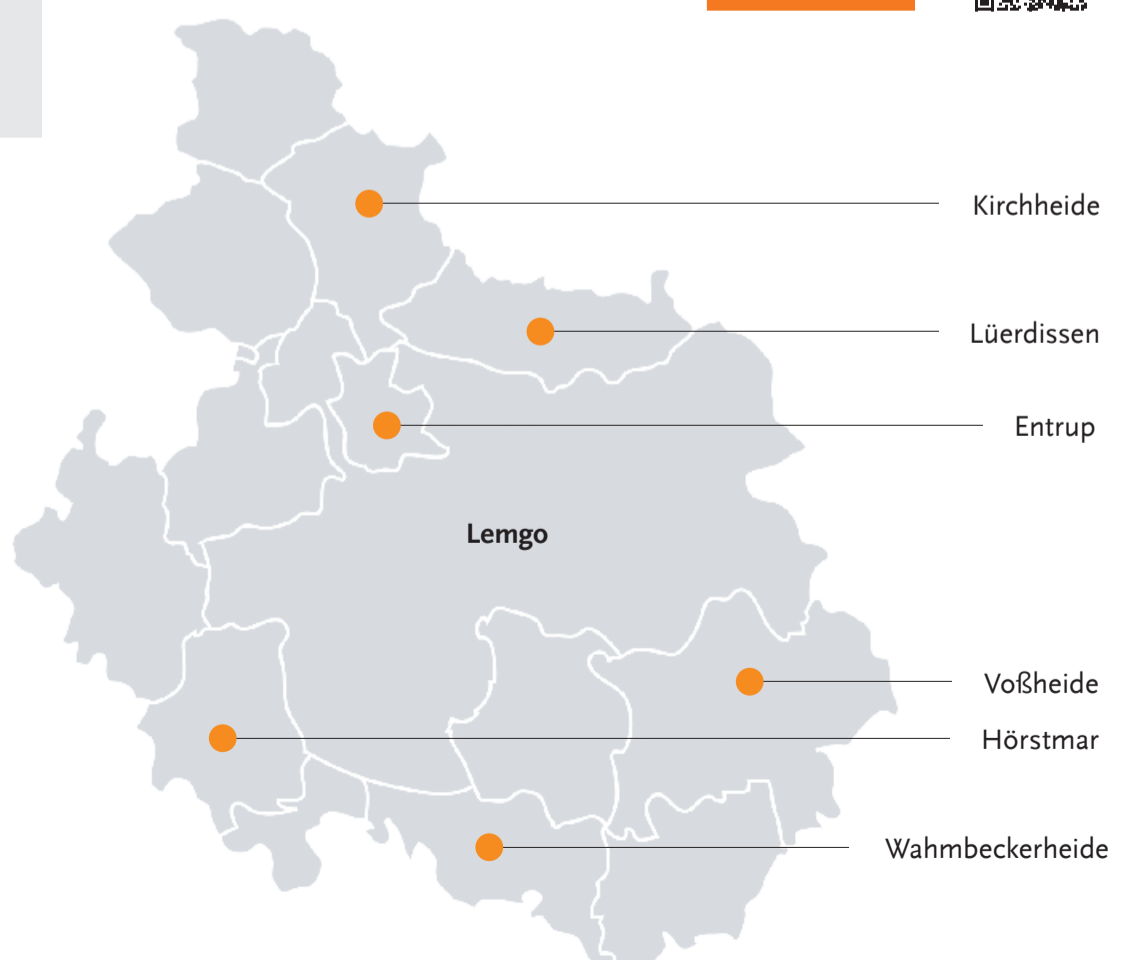 Kirchheide
Lüerdissen
Entrup
Lemgo
Voßheide
Hörstmar
Wahmbeckerheide